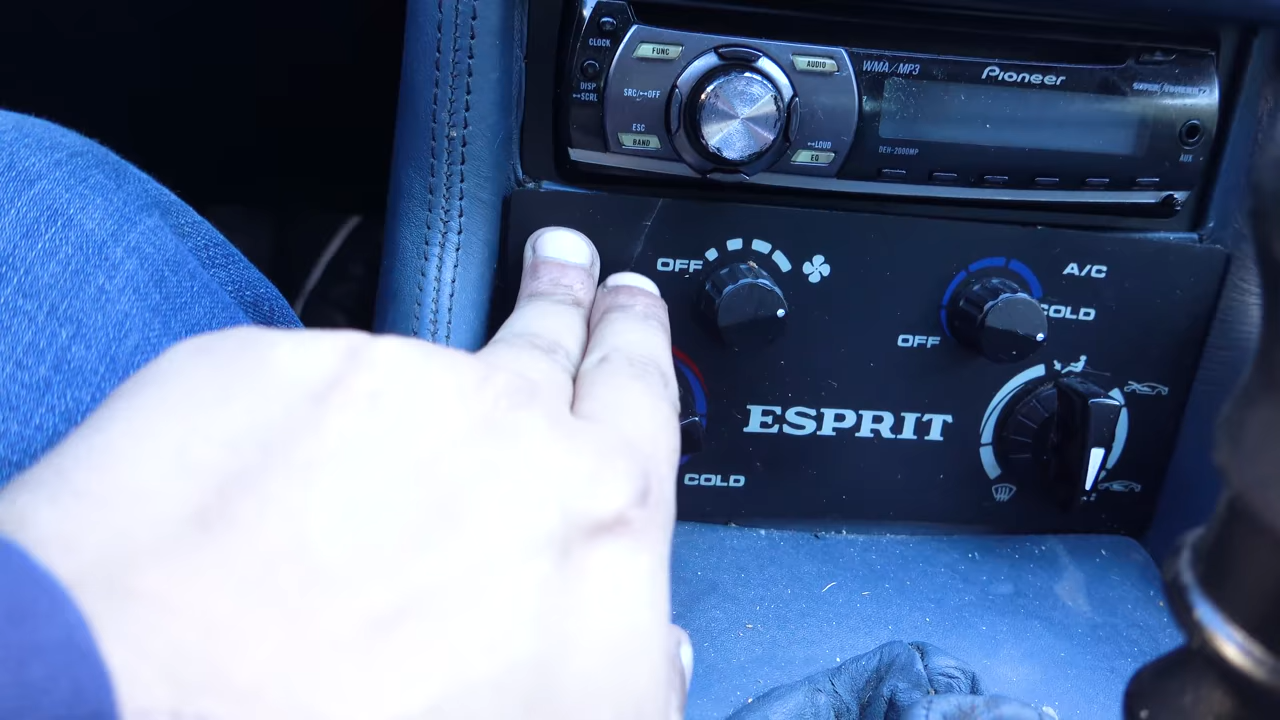 CLOCK
FUNC
AUDIO
WMA/MP3
Pioneer
DISP
SCRL
SRC/OFF
ESC
BAND
LOUD
EQ
DEH-2000MP
AUX
OFF
A/C
COLD
OFF
ESPRIT
COLD